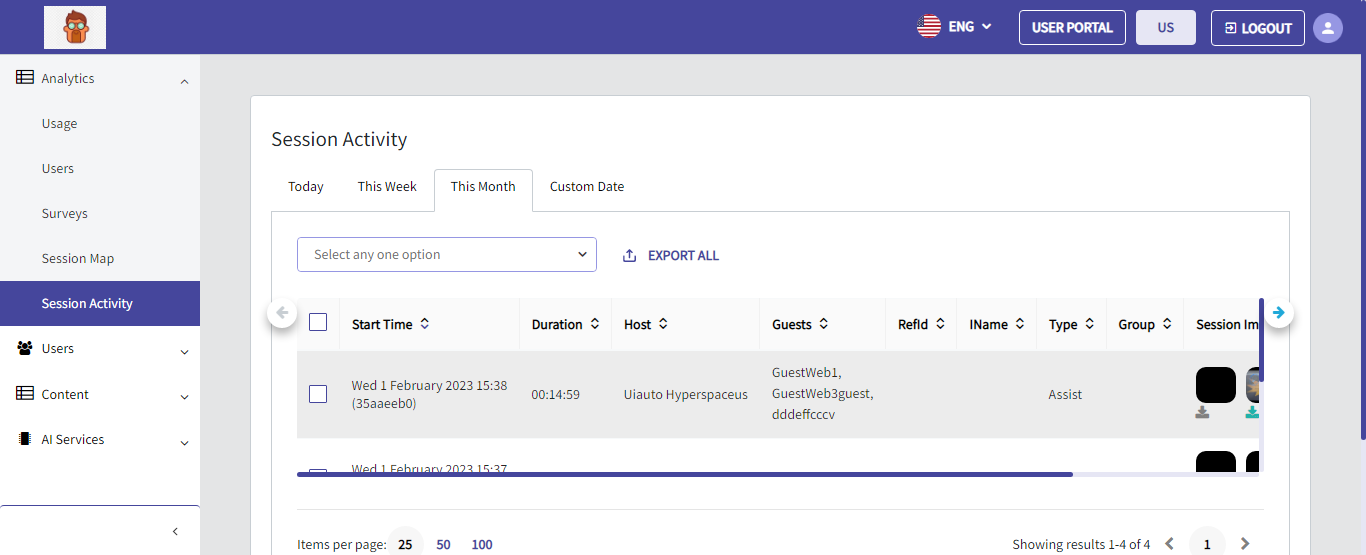 ENG
USER PORTAL
US
LOGOUT
Analytics
Usage
Users
Surveys
Session Map
Session Activity
Users
Content
AI Services
Session Activity
Today This Week This Month Custom Date
Select any one option
EXPORT ALL
Start Time Duration Host Guests RefId IName Type Group Session Im
Wed 1 February 2023 15:38
(35aaeeb0)
00:14:59
Uiauto Hyperspaceus
GuestWeb1,
GuestWeb3guest,
dddeffcccv
Assist
Wed 1 February 2023 15:37
Items per page: 25 50 100
Showing results 1-4 of 4
1